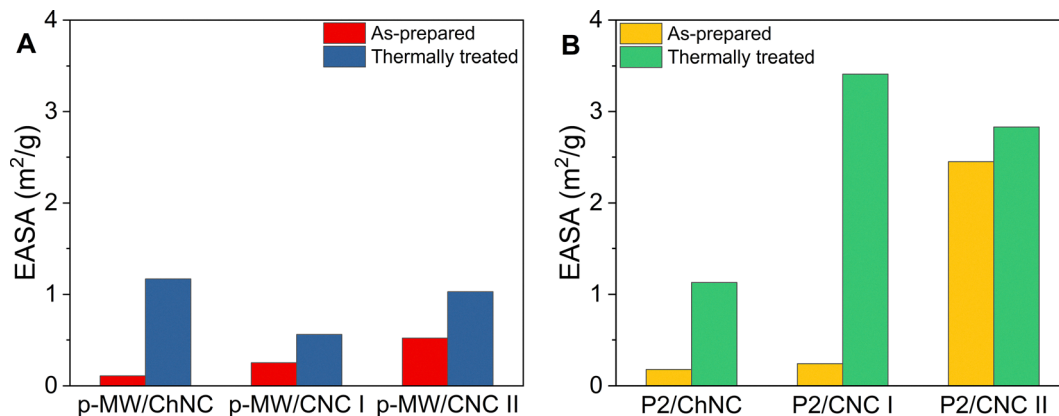 A
As-prepared
Thermally treated
EASA (m²/g)
4
3
2
1
0
p-MW/ChNC p-MW/CNC I p-MW/CNC II
B
As-prepared
Thermally treated
EASA (m²/g)
4
3
2
1
0
P2/ChNC P2/CNC I P2/CNC II